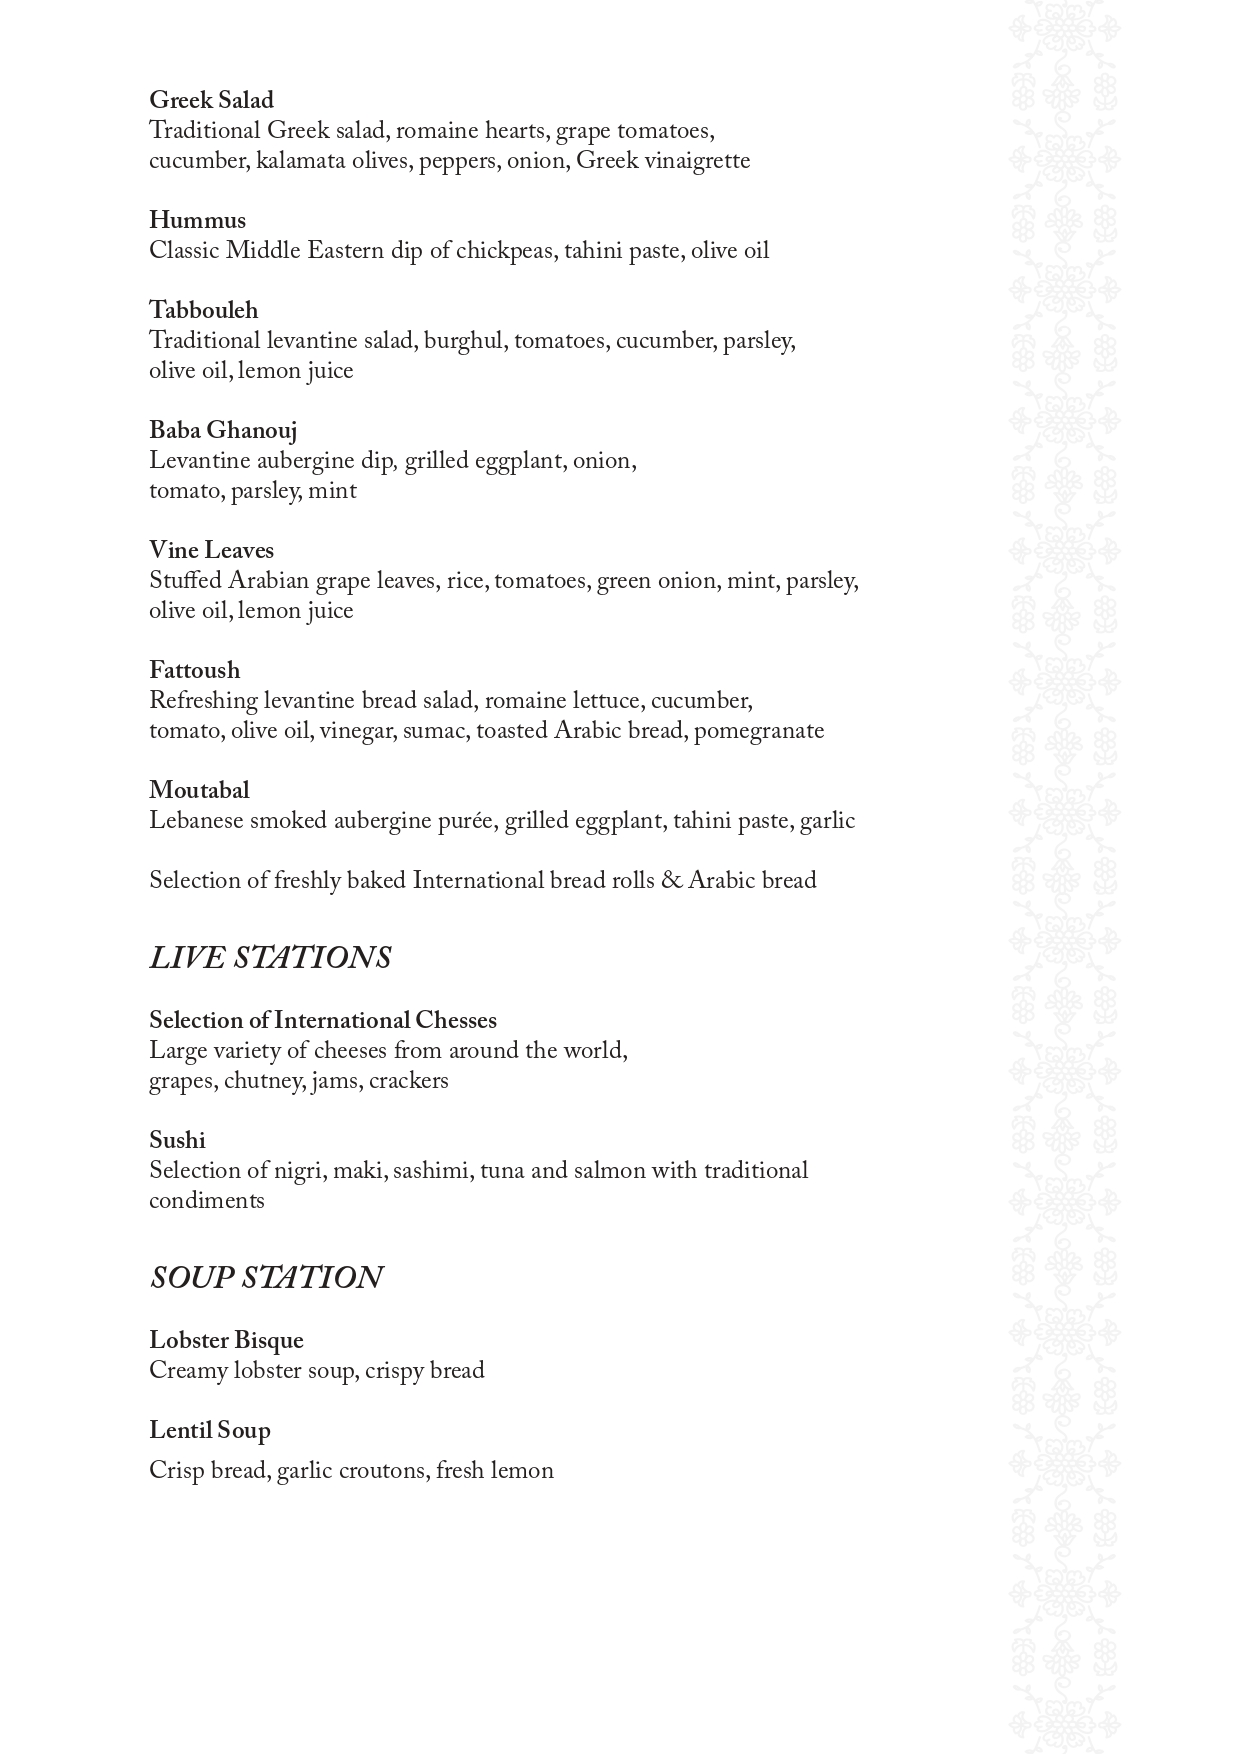 Greek Salad
Traditional Greek salad, romaine hearts, grape tomatoes,
cucumber, kalamata olives, peppers, onion, Greek vinaigrette
Hummus
Classic Middle Eastern dip of chickpeas, tahini paste, olive oil
Tabbouleh
Traditional levantine salad, burghul, tomatoes, cucumber, parsley,
olive oil, lemon juice
Baba Ghanouj
Levantine aubergine dip, grilled eggplant, onion,
tomato, parsley, mint
Vine Leaves
Stuffed Arabian grape leaves, rice, tomatoes, green onion, mint, parsley,
olive oil, lemon juice
Fattoush
Refreshing levantine bread salad, romaine lettuce, cucumber,
tomato, olive oil, vinegar, sumac, toasted Arabic bread, pomegranate
Moutabal
Lebanese smoked aubergine purée, grilled eggplant, tahini paste, garlic
Selection of freshly baked International bread rolls & Arabic bread
LIVE STATIONS
Selection of International Chesses
Large variety of cheeses from around the world,
grapes, chutney, jams, crackers
Sushi
Selection of nigri, maki, sashimi, tuna and salmon with traditional
condiments
SOUP STATION
Lobster Bisque
Creamy lobster soup, crispy bread
Lentil Soup
Crisp bread, garlic croutons, fresh lemon